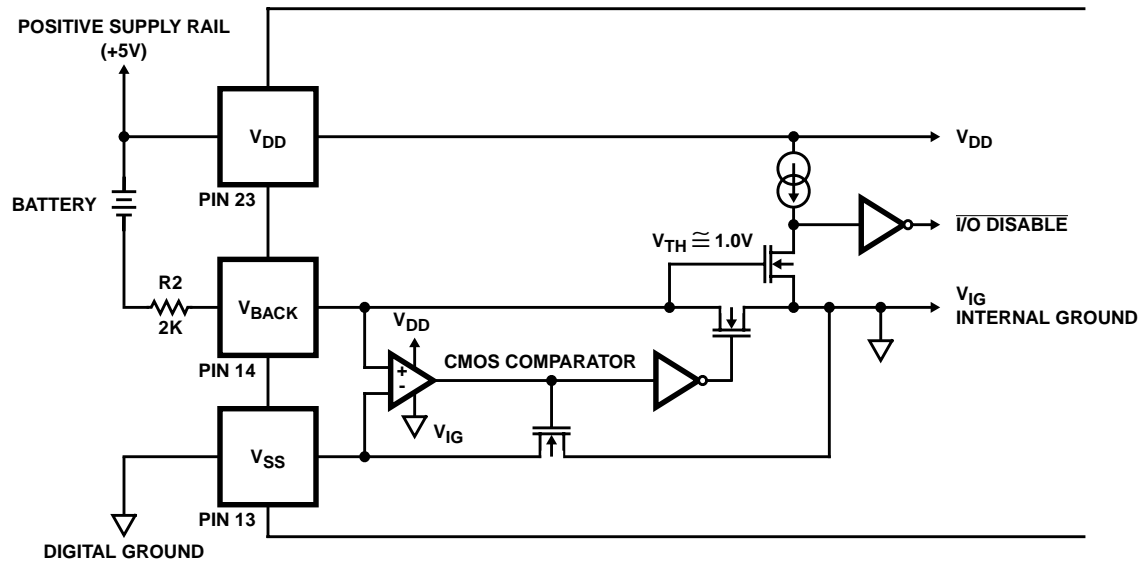 POSITIVE SUPPLY RAIL
(+5V)
VDD
PIN 23
BATTERY
R2
2K
VBACK
PIN 14
VSS
PIN 13
DIGITAL GROUND
VDD
+
-
VIG
CMOS COMPARATOR
VTH ≅ 1.0V
VDD
I/O DISABLE
VIG
INTERNAL GROUND